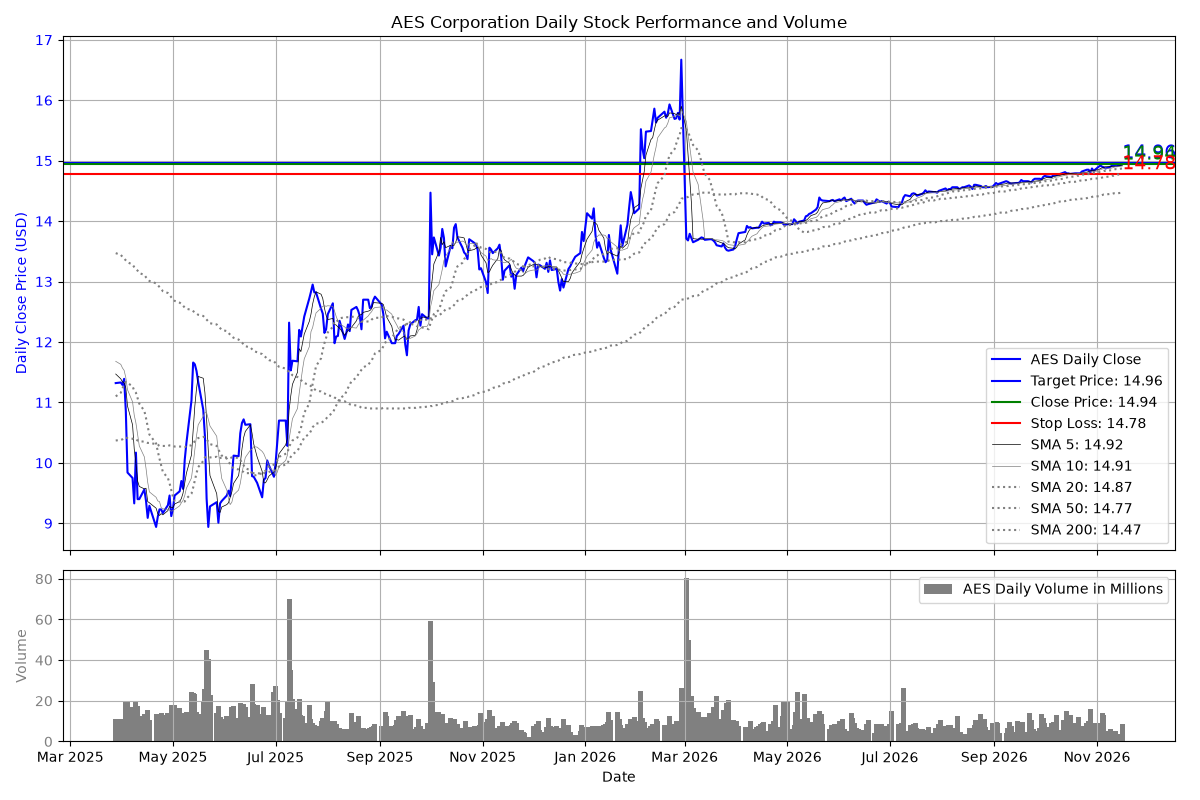 AES Corporation Daily Stock Performance and Volume
Daily Close Price (USD)
17
16
15
14
13
12
11
10
9
14.96
14.94
14.78
AES Daily Close
Target Price: 14.96
Close Price: 14.94
Stop Loss: 14.78
SMA 5: 14.92
SMA 10: 14.91
SMA 20: 14.87
SMA 50: 14.77
SMA 200: 14.47
Volume
80
60
40
20
0
AES Daily Volume in Millions
Mar 2025 May 2025 Jul 2025 Sep 2025 Nov 2025 Jan 2026 Mar 2026 May 2026 Jul 2026 Sep 2026 Nov 2026
Date